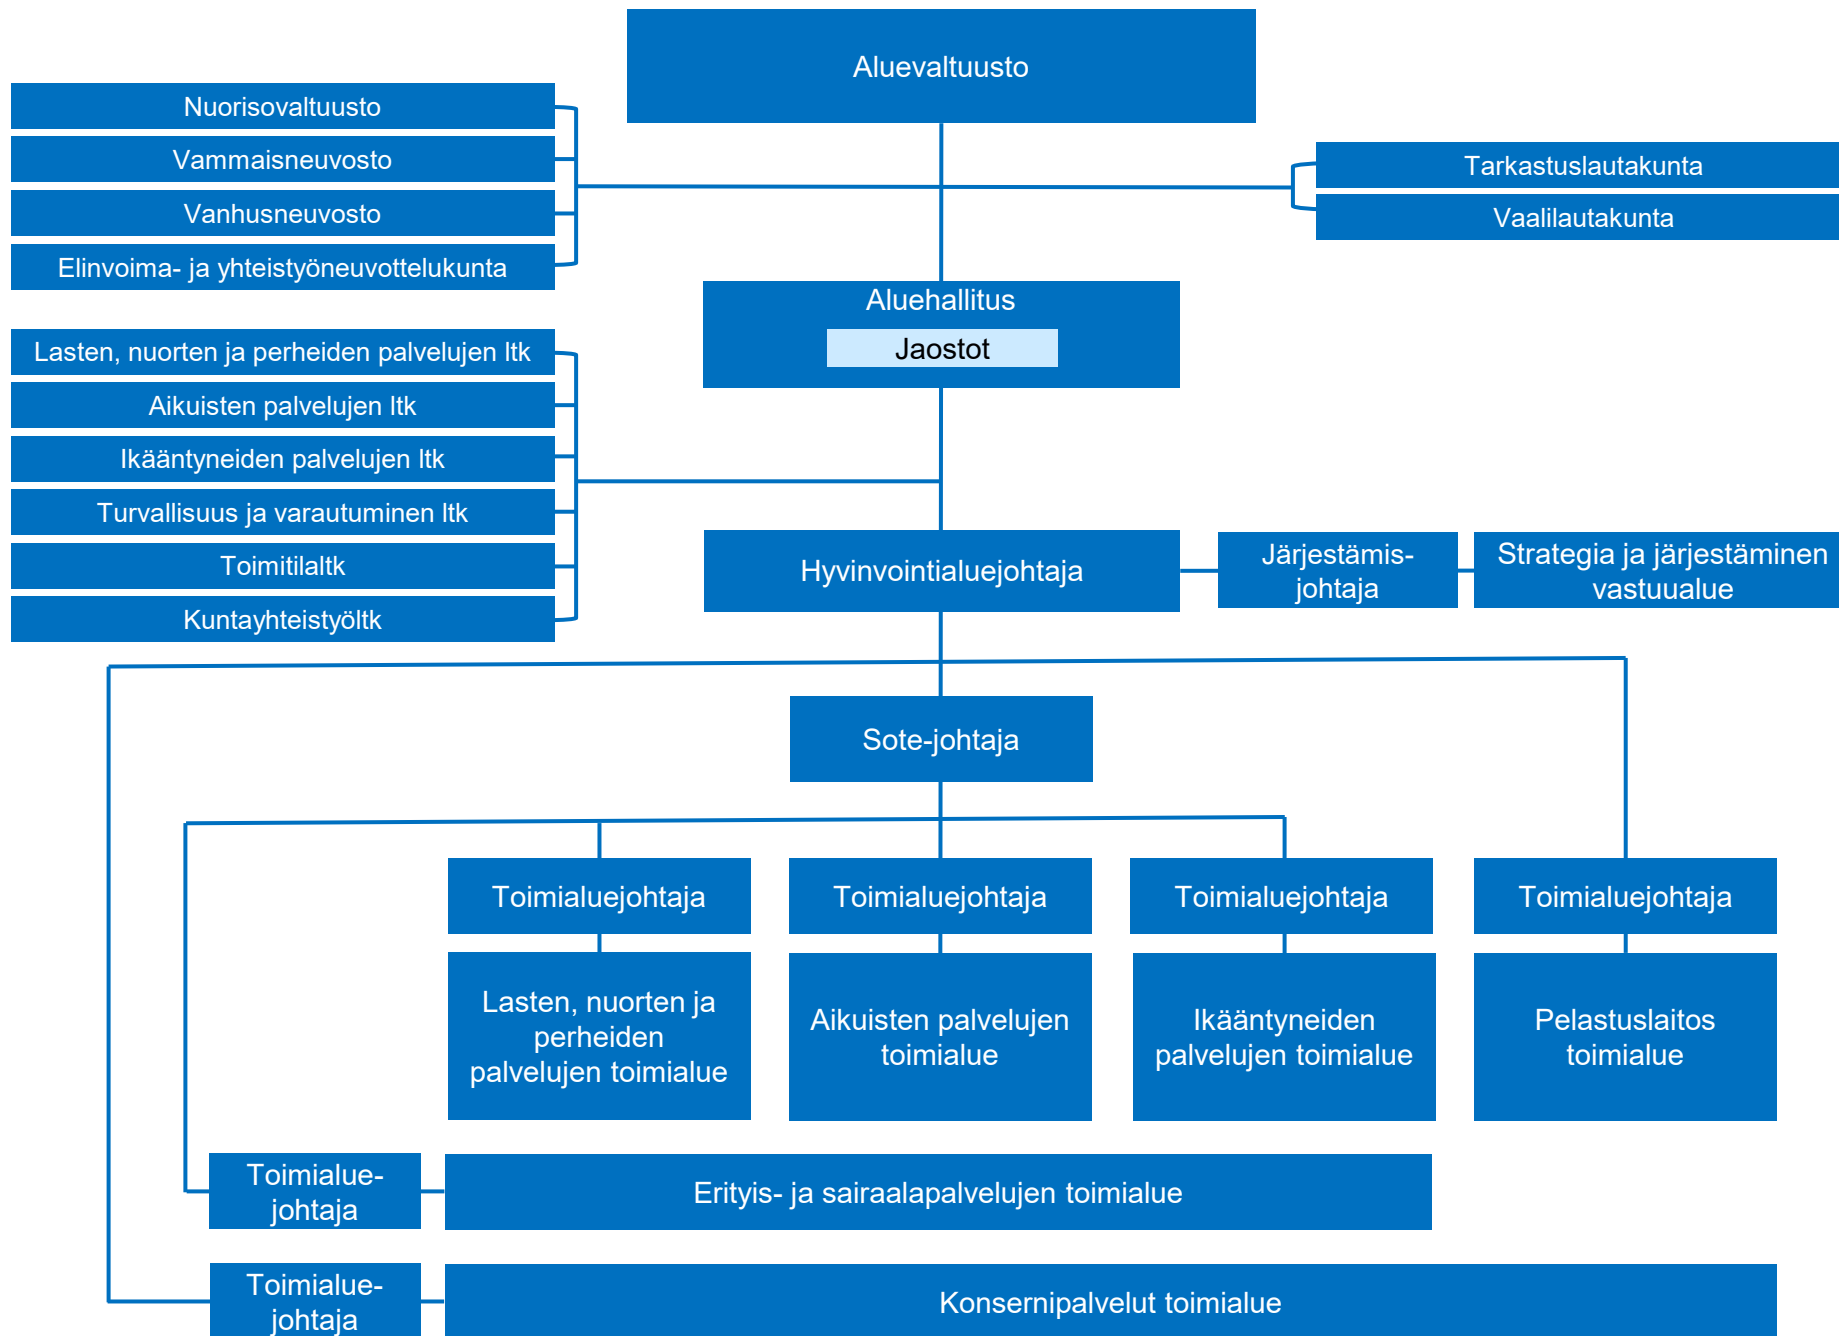 Aluevaltuusto
Nuorisovaltuusto
Vammaisneuvosto
Vanhusneuvosto
Elinvoima- ja yhteistyöneuvottelukunta
Tarkastuslautakunta
Vaalilautakunta
Aluehallitus
Jaostot
Lasten, nuorten ja perheiden palvelujen ltk
Aikuisten palvelujen ltk
Ikääntyneiden palvelujen ltk
Turvallisuus ja varautuminen ltk
Toimitilaltk
Kuntayhteistyöltk
Hyvinvointialuejohtaja
Järjestämis-
johtaja
Strategia ja järjestäminen
vastuualue
Sote-johtaja
Toimialuejohtaja
Toimialuejohtaja
Toimialuejohtaja
Toimialuejohtaja
Lasten, nuorten ja
perheiden
palvelujen toimialue
Aikuisten palvelujen
toimialue
Ikääntyneiden
palvelujen toimialue
Pelastuslaitos
toimialue
Toimialue-
johtaja
Erityis- ja sairaalapalvelujen toimialue
Toimialue-
johtaja
Konsernipalvelut toimialue